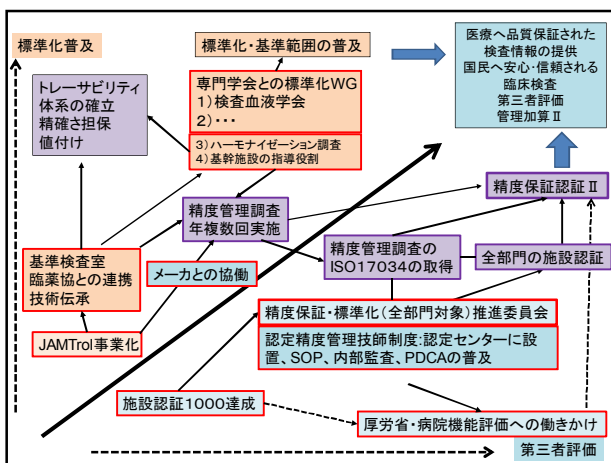 標準化普及
標準化・基準範囲の普及
医療へ品質保証された
検査情報の提供
国民へ安心・信頼される
臨床検査
第三者評価
管理加算Ⅱ
トレーサビリティ
体系の確立
精確さ担保
値付け
専門学会との標準化WG
1)検査血液学会
2)・・・
3)ハーモナイゼーション調査
4)基幹施設の指導役割
精度管理調査
年複数回実施
精度保証認証Ⅱ
基準検査室
臨薬協との連携
技術伝承
メーカとの協働
精度管理調査の
ISO17034の取得
全部門の施設認証
JAMTrol事業化
精度保証・標準化(全部門対象)推進委員会
認定精度管理技師制度:認定センターに設
置、SOP、内部監査、PDCAの普及
施設認証1000達成
厚労省・病院機能評価への働きかけ
第三者評価